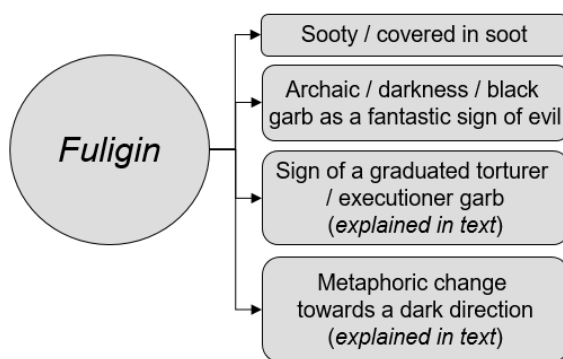 Fuligin
Sooty / covered in soot
Archaic / darkness / black
garb as a fantastic sign of evil
Sign of a graduated torturer
/ executioner garb
(explained in text)
Metaphoric change
towards a dark direction
(explained in text)